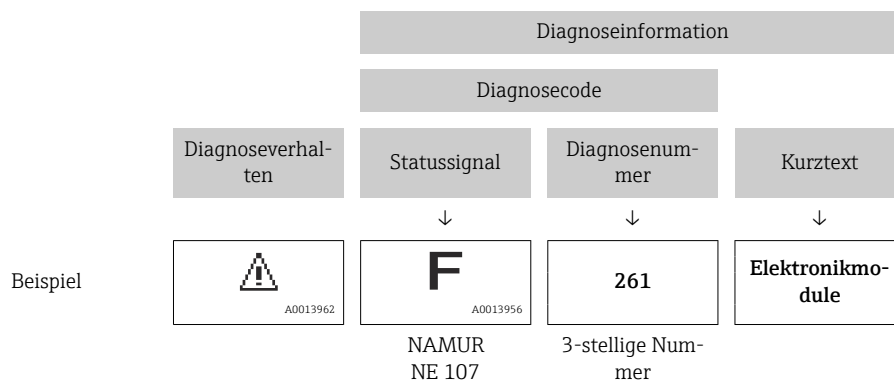 Diagnoseinformation
Diagnosecode
Diagnoseverhal-
ten
Statussignal
Diagnosenum-
mer
Kurztext
↓
↓
↓
Beispiel
A0013962
F
A0013956
261
Elektronikmo-
dule
NAMUR
NE 107
3-stellige Num-
mer